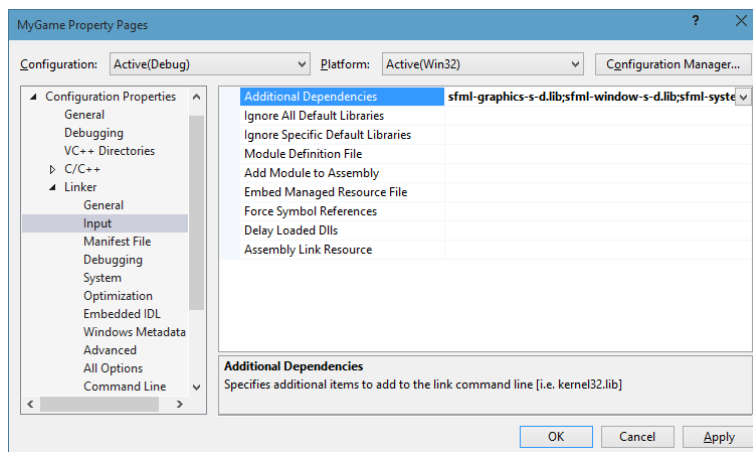 MyGame Property Pages
? X
Configuration: Active(Debug) Platform: Active(Win32) Configuration Manager...
Configuration Properties
General
Debugging
VC++ Directories
C/C++
Linker
General
Input
Manifest File
Debugging
System
Optimization
Embedded IDL
Windows Metadata
Advanced
All Options
Command Line
Additional Dependencies sfml-graphics-s-d.lib;sfml-window-s-d.lib;sfml-syste
Ignore All Default Libraries
Ignore Specific Default Libraries
Module Definition File
Add Module to Assembly
Embed Managed Resource File
Force Symbol References
Delay Loaded Dlls
Assembly Link Resource
Additional Dependencies
Specifies additional items to add to the link command line [i.e. kernel32.lib]
OK Cancel Apply